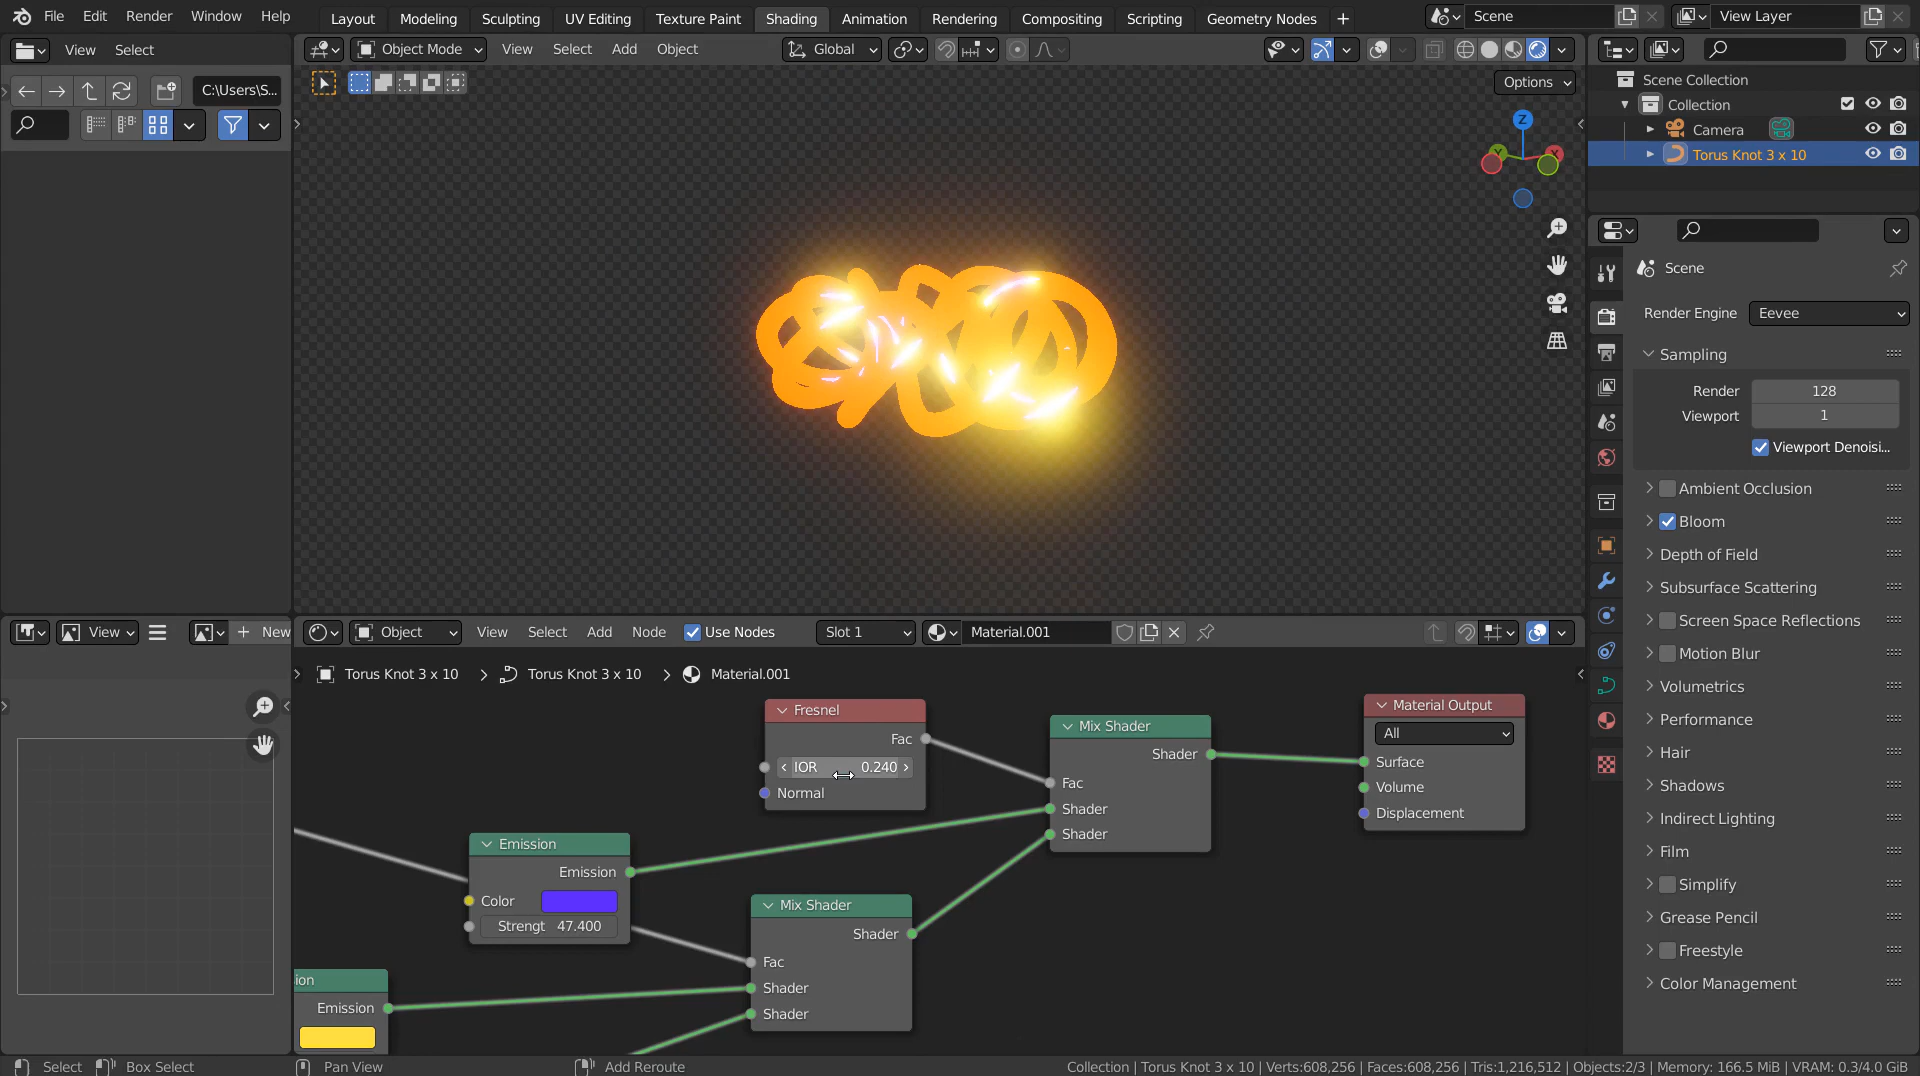 File Edit Render Window Help Layout Modeling Sculpting UV Editing Texture Paint Shading Animation Rendering Compositing Scripting Geometry Nodes + Scene View Layer
View Select Object Mode View Select Add Object Global
C:\Users\S...
Options
Z
Y
X
Scene Collection
Collection
Camera
Torus Knot 3 x 10
Scene
Render Engine Eevee
Sampling
Render 128
Viewport 1
Viewport Denoisi...
Ambient Occlusion
Bloom
Depth of Field
Subsurface Scattering
Screen Space Reflections
Motion Blur
Volumetrics
Performance
Hair
Shadows
Indirect Lighting
Film
Simplify
Grease Pencil
Freestyle
Color Management
View + New
Object View Select Add Node Use Nodes Slot 1 Material.001
Torus Knot 3 x 10 > Torus Knot 3 x 10 > Material.001
Fresnel
Fac
IOR 0.240
Normal
Mix Shader
Shader
Fac
Shader
Shader
Material Output
All
Surface
Volume
Displacement
Emission
Emission
Color
Strengt 47.400
Mix Shader
Shader
Fac
Shader
Shader
ion
Emission
Select Box Select Pan View Add Reroute Collection | Torus Knot 3 x 10 | Verts:608,256 | Faces:608,256 | Tris:1,216,512 | Objects:2/3 | Memory: 166.5 MiB | VRAM: 0.3/4.0 GiB